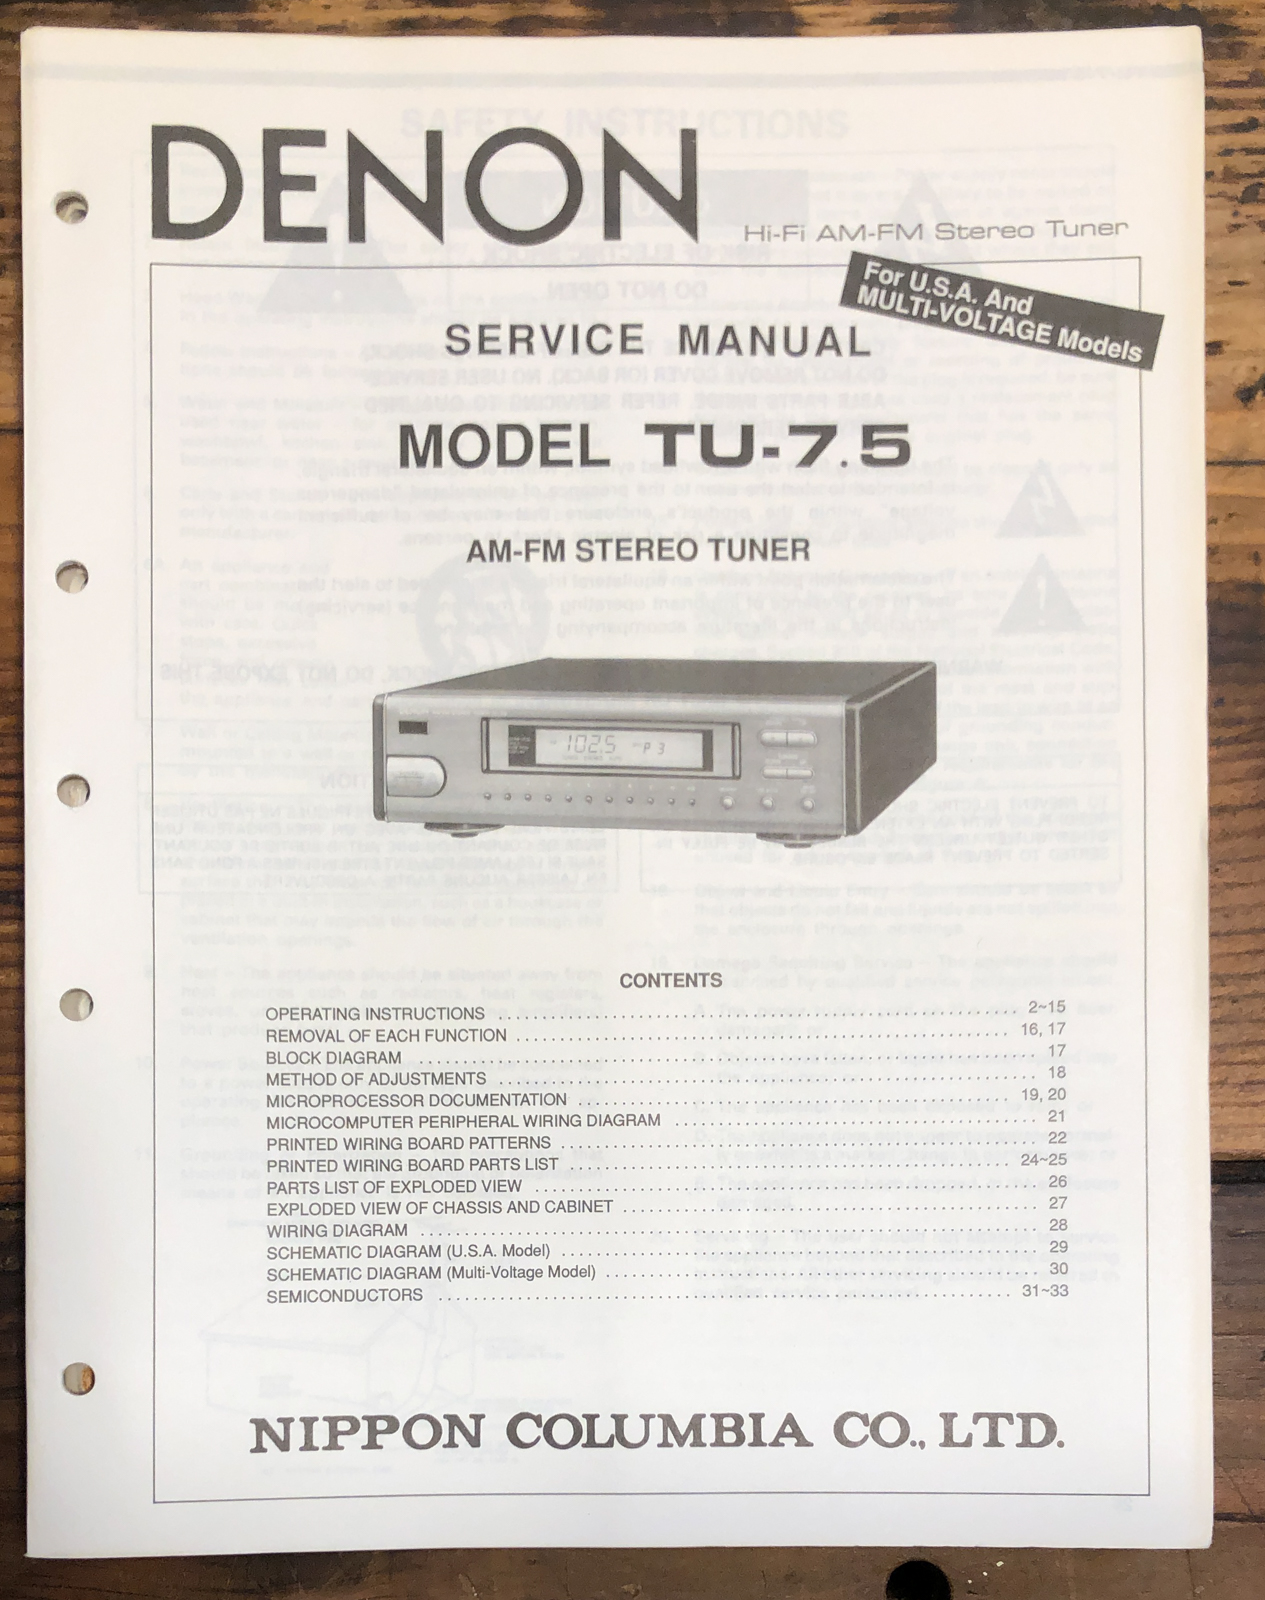 DENON
Hi-Fi AM-FM Stereo Tuner
For U.S.A. And
MULTI-VOLTAGE Models
SERVICE MANUAL
MODEL TU-7.5
AM-FM STEREO TUNER
102.5 P 3
CONTENTS
OPERATING INSTRUCTIONS 2~15
REMOVAL OF EACH FUNCTION 16, 17
BLOCK DIAGRAM 17
METHOD OF ADJUSTMENTS 18
MICROPROCESSOR DOCUMENTATION 19, 20
MICROCOMPUTER PERIPHERAL WIRING DIAGRAM 21
PRINTED WIRING BOARD PATTERNS 22
PRINTED WIRING BOARD PARTS LIST 24~25
PARTS LIST OF EXPLODED VIEW 26
EXPLODED VIEW OF CHASSIS AND CABINET 27
WIRING DIAGRAM 28
SCHEMATIC DIAGRAM (U.S.A. Model) 29
SCHEMATIC DIAGRAM (Multi-Voltage Model) 30
SEMICONDUCTORS 31~33
NIPPON COLUMBIA CO., LTD.